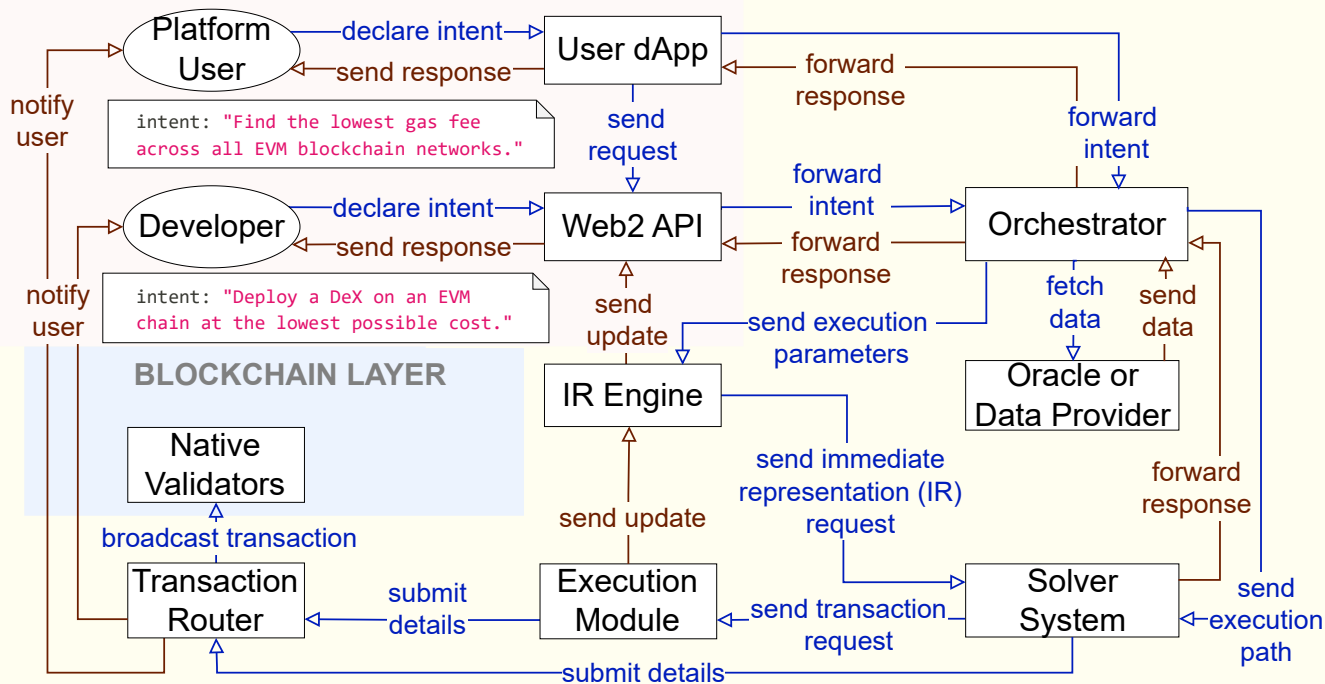 Platform
User
declare intent
send response
User dApp
forward
response
forward
intent
notify
user
intent: "Find the lowest gas fee
across all EVM blockchain networks."
send
request
Developer
declare intent
send response
Web2 API
forward
intent
forward
response
Orchestrator
notify
user
intent: "Deploy a DeX on an EVM
chain at the lowest possible cost."
send
update
send execution
parameters
fetch
data
send
data
BLOCKCHAIN LAYER
IR Engine
Oracle or
Data Provider
Native
Validators
send immediate
representation (IR)
request
forward
response
broadcast transaction
send update
Transaction
Router
submit
details
Execution
Module
send transaction
request
Solver
System
send
execution
path
submit details